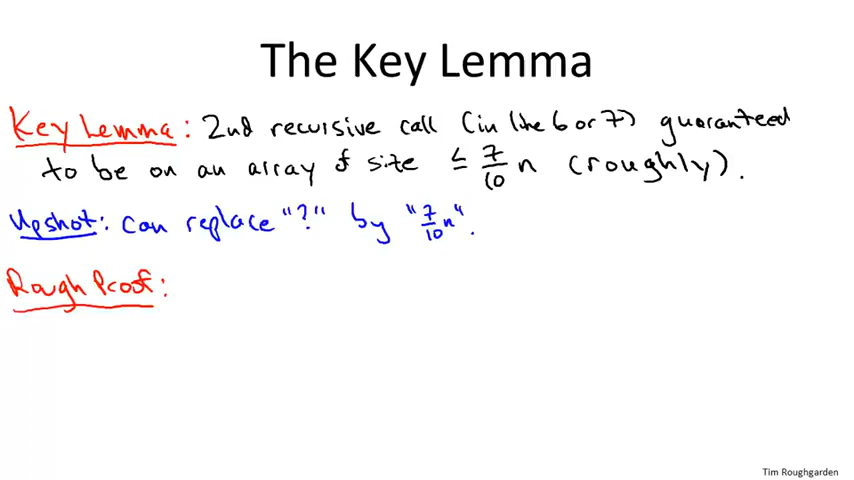 The Key Lemma
Key Lemma: 2nd recursive call (in line 6 or 7) guaranteed
to be on an array of size ≤ 7/10 n (roughly).
Upshot: can replace "?" by "7/10 n".
Rough Proof:
Tim Roughgarden